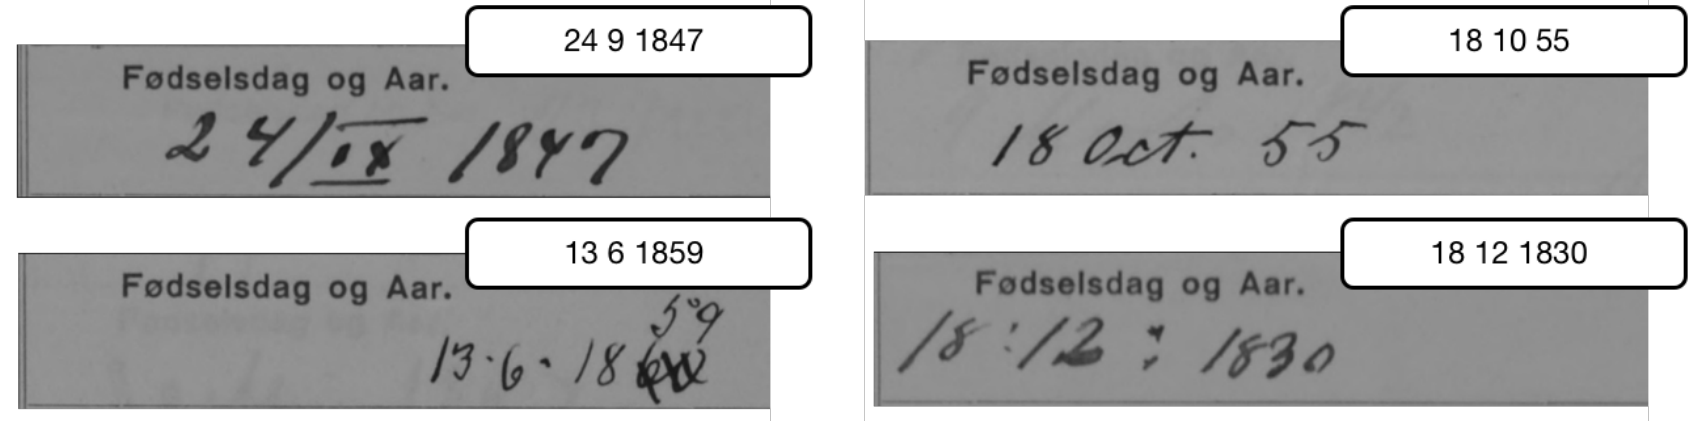 24 9 1847
Fødselsdag og Aar.
24/IX 1847
18 10 55
Fødselsdag og Aar.
18 Oct. 55
13 6 1859
Fødselsdag og Aar.
59
13.6.18
18 12 1830
Fødselsdag og Aar.
18:12: 1830